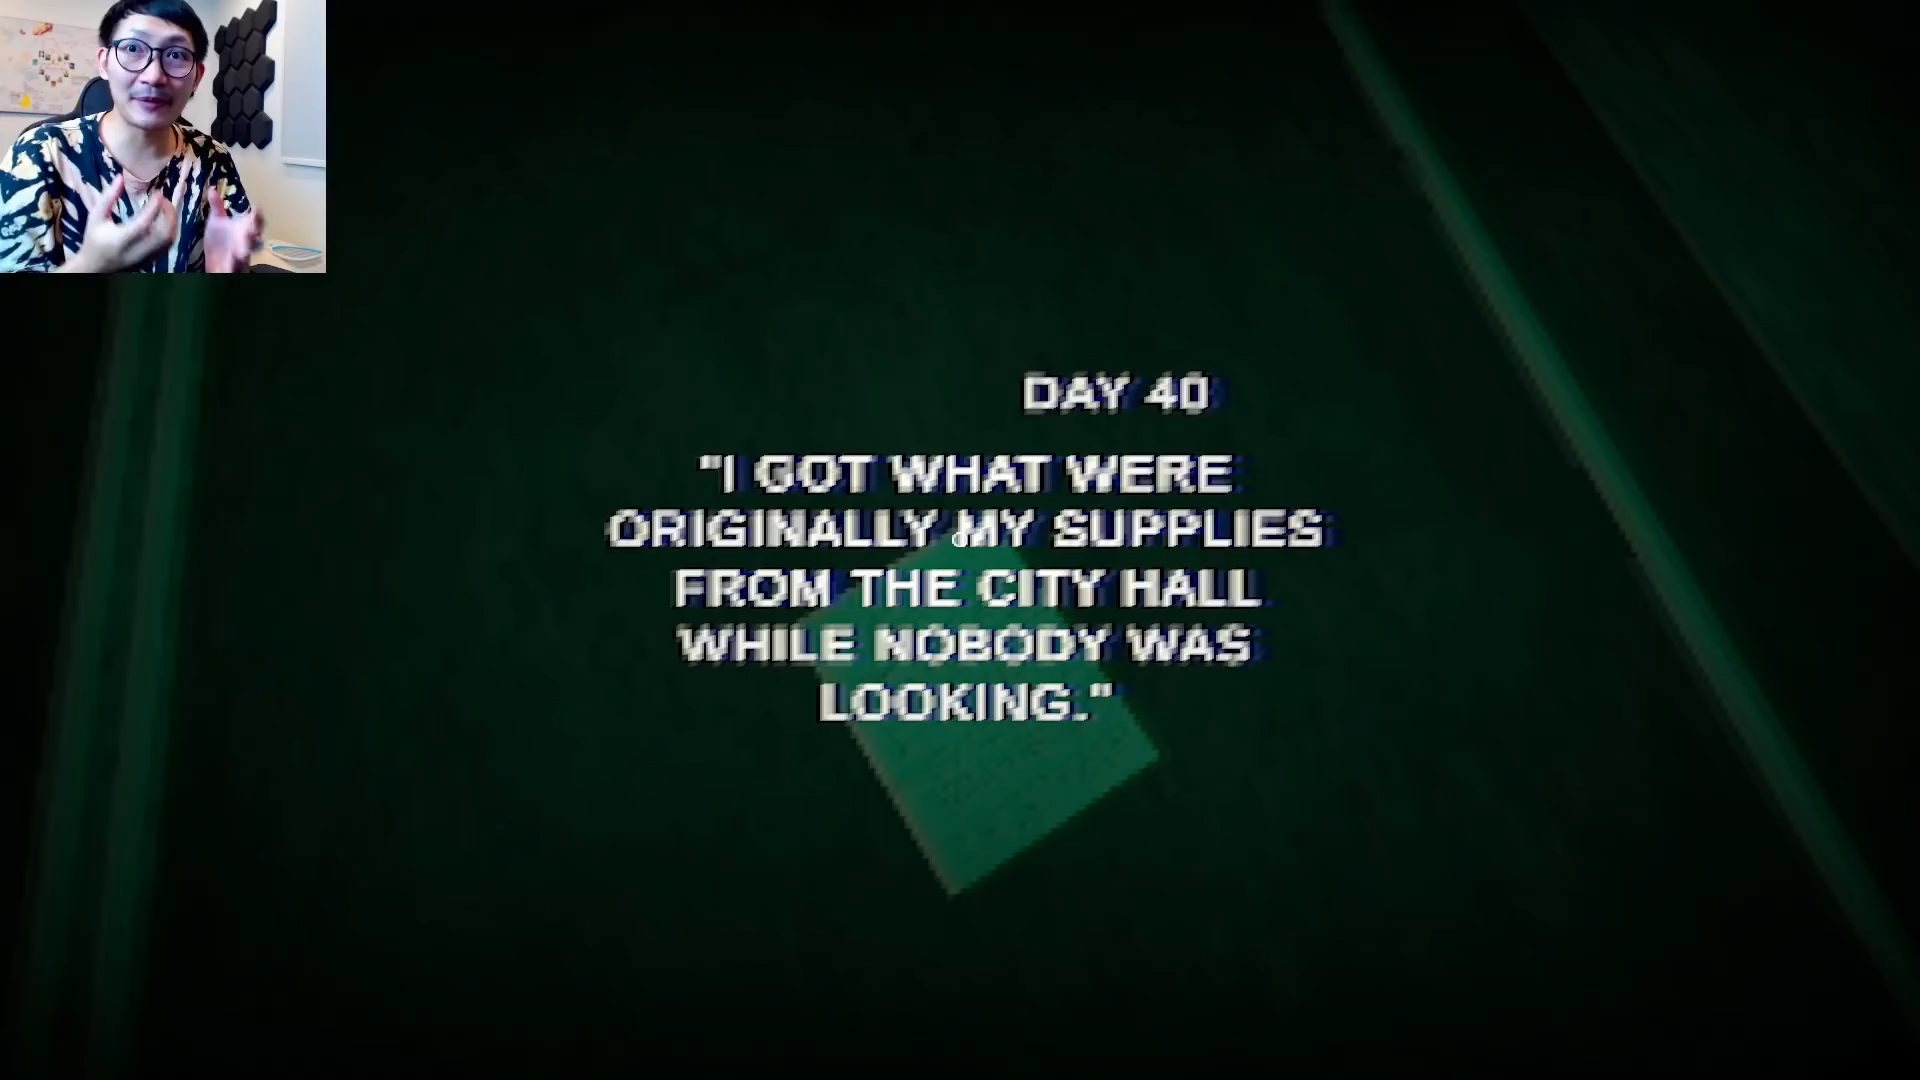 DAY 40
"I GOT WHAT WERE
ORIGINALLY MY SUPPLIES
FROM THE CITY HALL
WHILE NOBODY WAS
LOOKING."